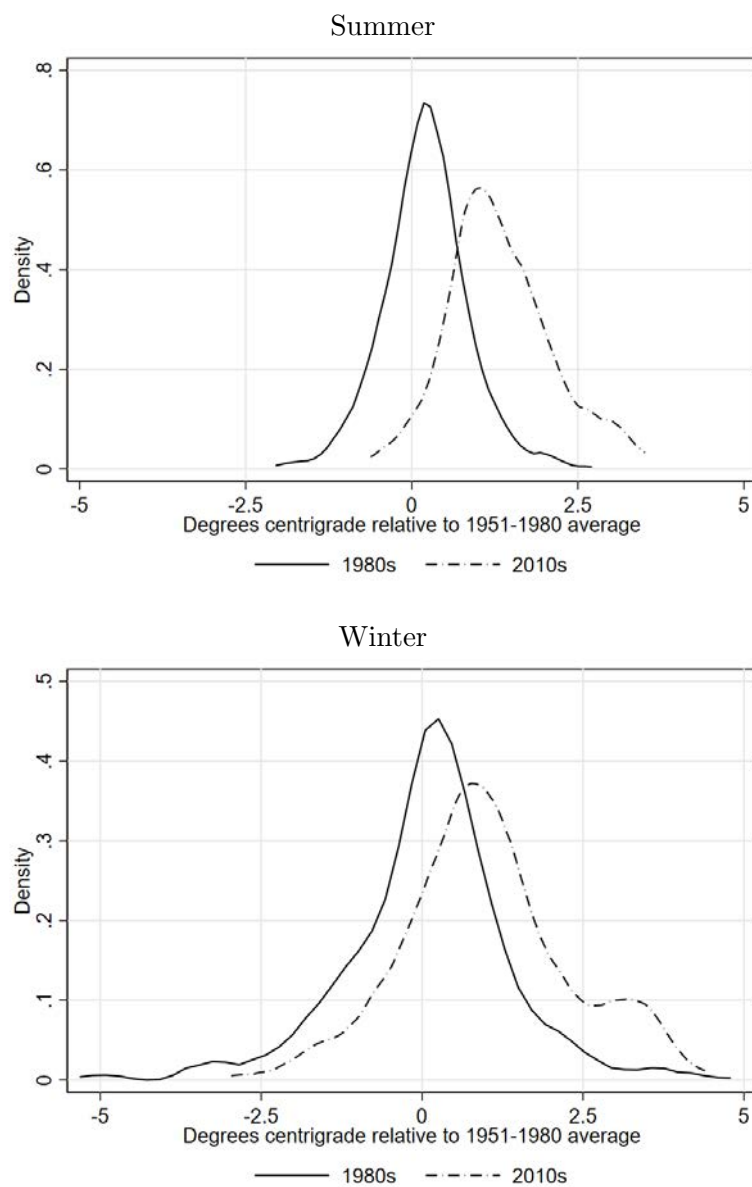 Summer
.8
.6
.4
.2
0
Density
-5 -2.5 0 2.5 5
Degrees centrigrade relative to 1951-1980 average
1980s 2010s
Winter
.5
.4
.3
.2
.1
0
Density
-5 -2.5 0 2.5 5
Degrees centrigrade relative to 1951-1980 average
1980s 2010s